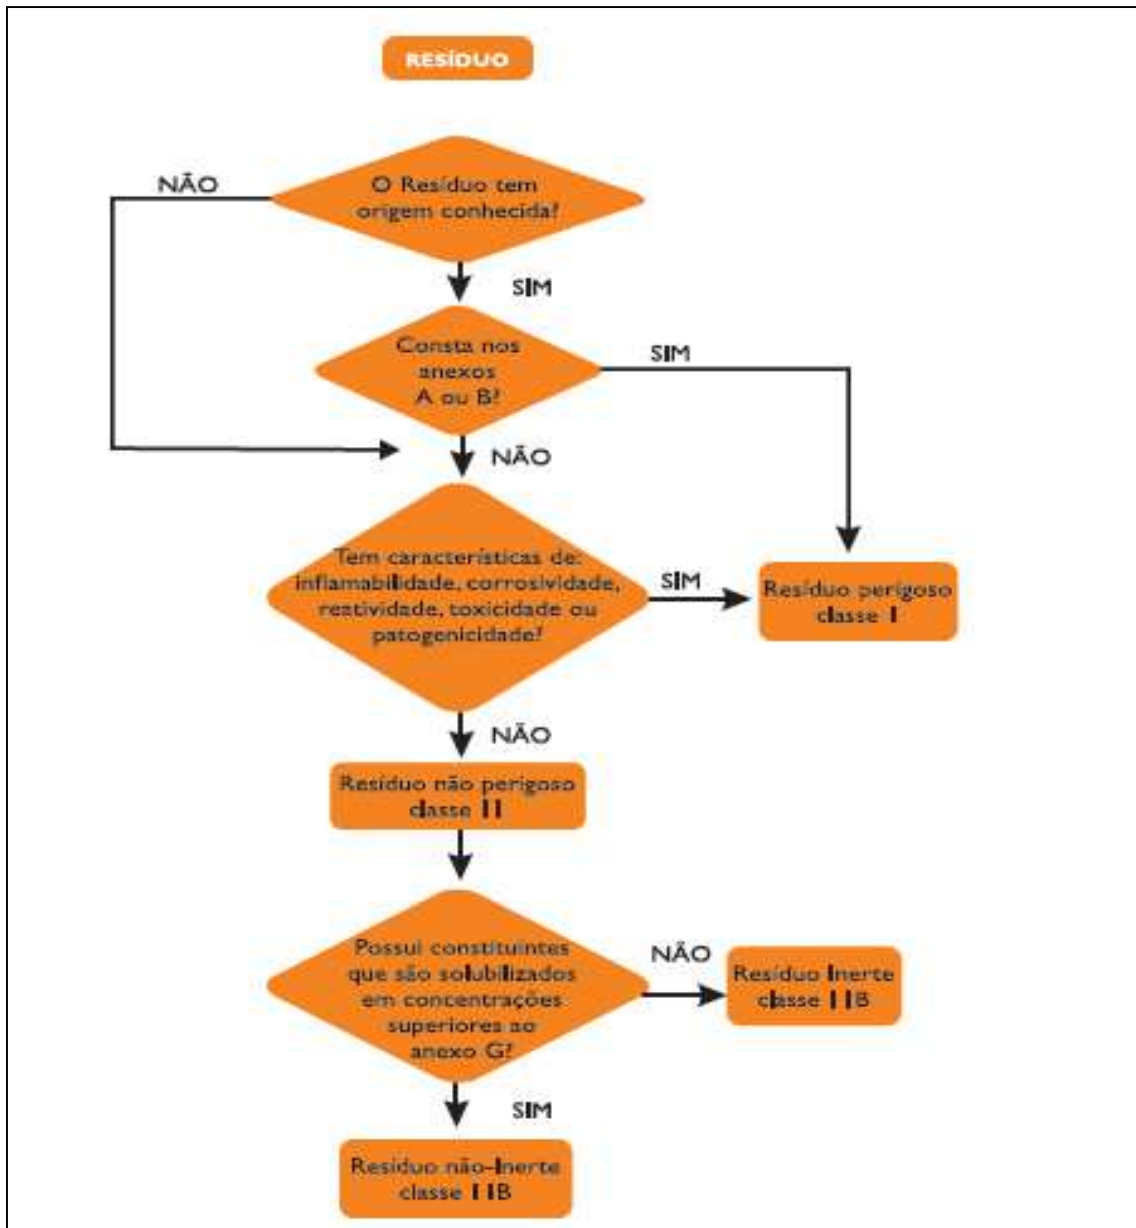 RESÍDUO
NÃO
O Resíduo tem
origem conhecida?
SIM
Consta nos
anexos
A ou B?
SIM
NÃO
Tem características de:
inflamabilidade, corrosividade,
reatividade, toxicidade ou
patogenicidade?
SIM
Resíduo perigoso
classe I
NÃO
Resíduo não perigoso
classe II
Possui constituintes
que são solubilizados
em concentrações
superiores ao
anexo G?
NÃO
Resíduo Inerte
classe IIB
SIM
Resíduo não-Inerte
classe IIB